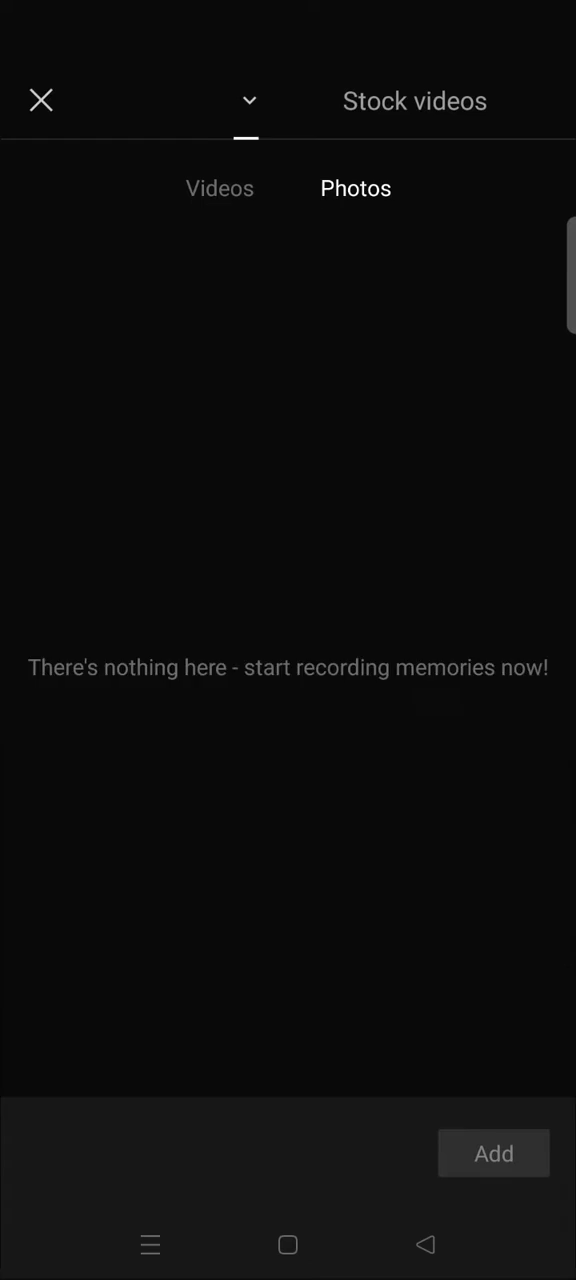 Stock videos
Videos Photos
There's nothing here - start recording memories now!
Add